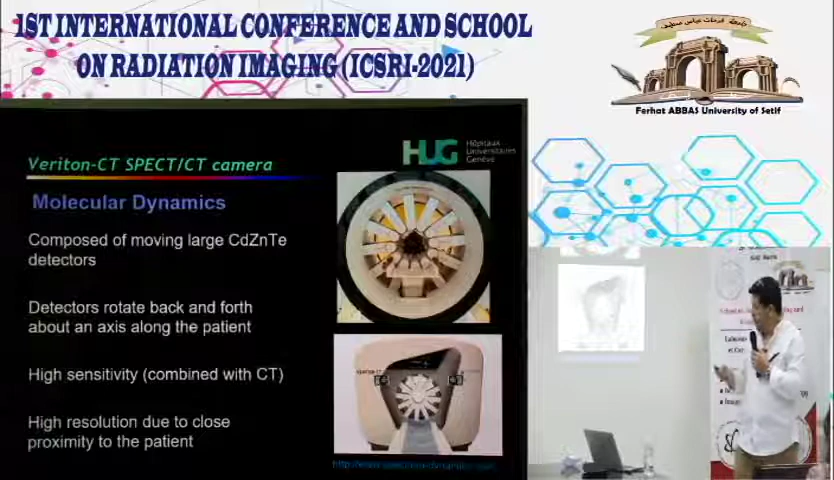 1ST INTERNATIONAL CONFERENCE AND SCHOOL
ON RADIATION IMAGING (ICSRI-2021)
Ferhat ABBAS University of Setif
Veriton-CT SPECT/CT camera
HUG
Hôpitaux
Universitaires
Genève
Molecular Dynamics
Composed of moving large CdZnTe
detectors
Detectors rotate back and forth
about an axis along the patient
High sensitivity (combined with CT)
High resolution due to close
proximity to the patient